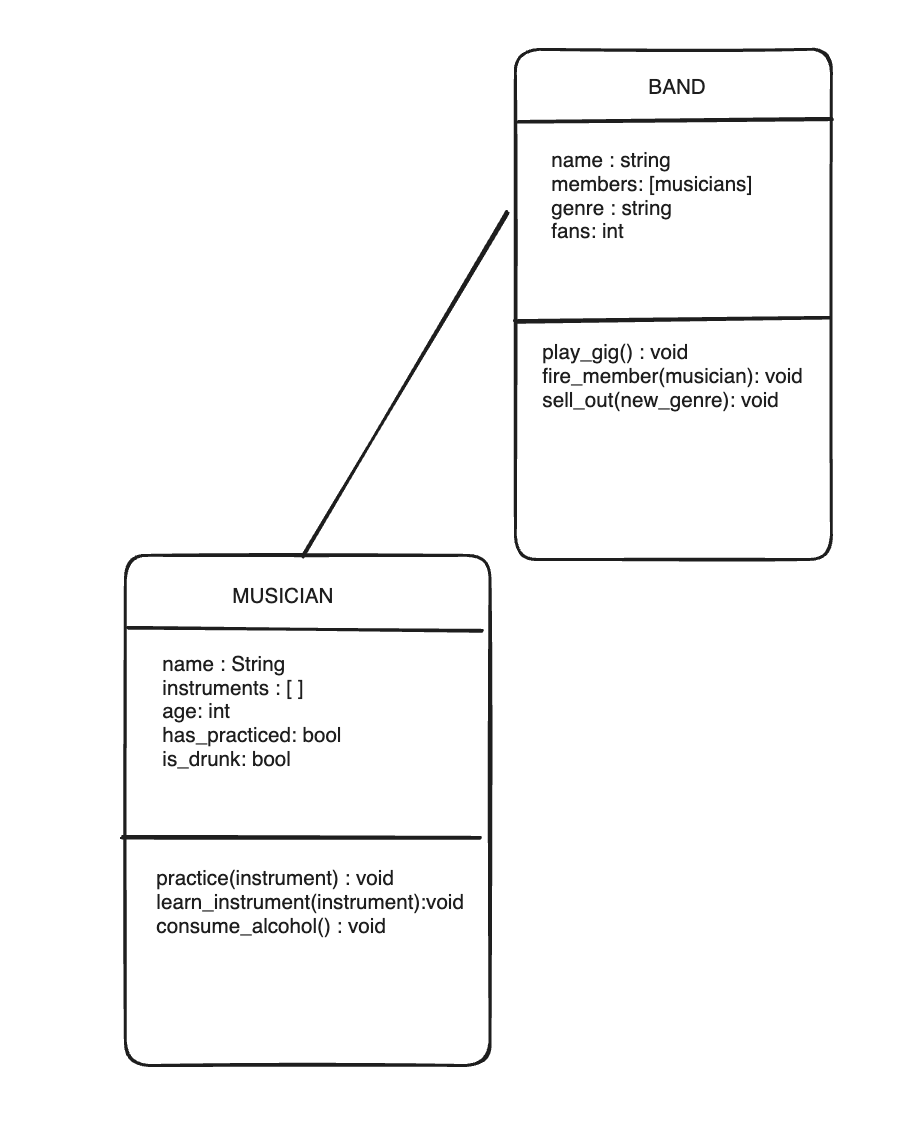 BAND
name : string
members: [musicians]
genre : string
fans: int
play_gig() : void
fire_member(musician): void
sell_out(new_genre): void
MUSICIAN
name : String
instruments : [ ]
age: int
has_practiced: bool
is_drunk: bool
practice(instrument) : void
learn_instrument(instrument):void
consume_alcohol() : void